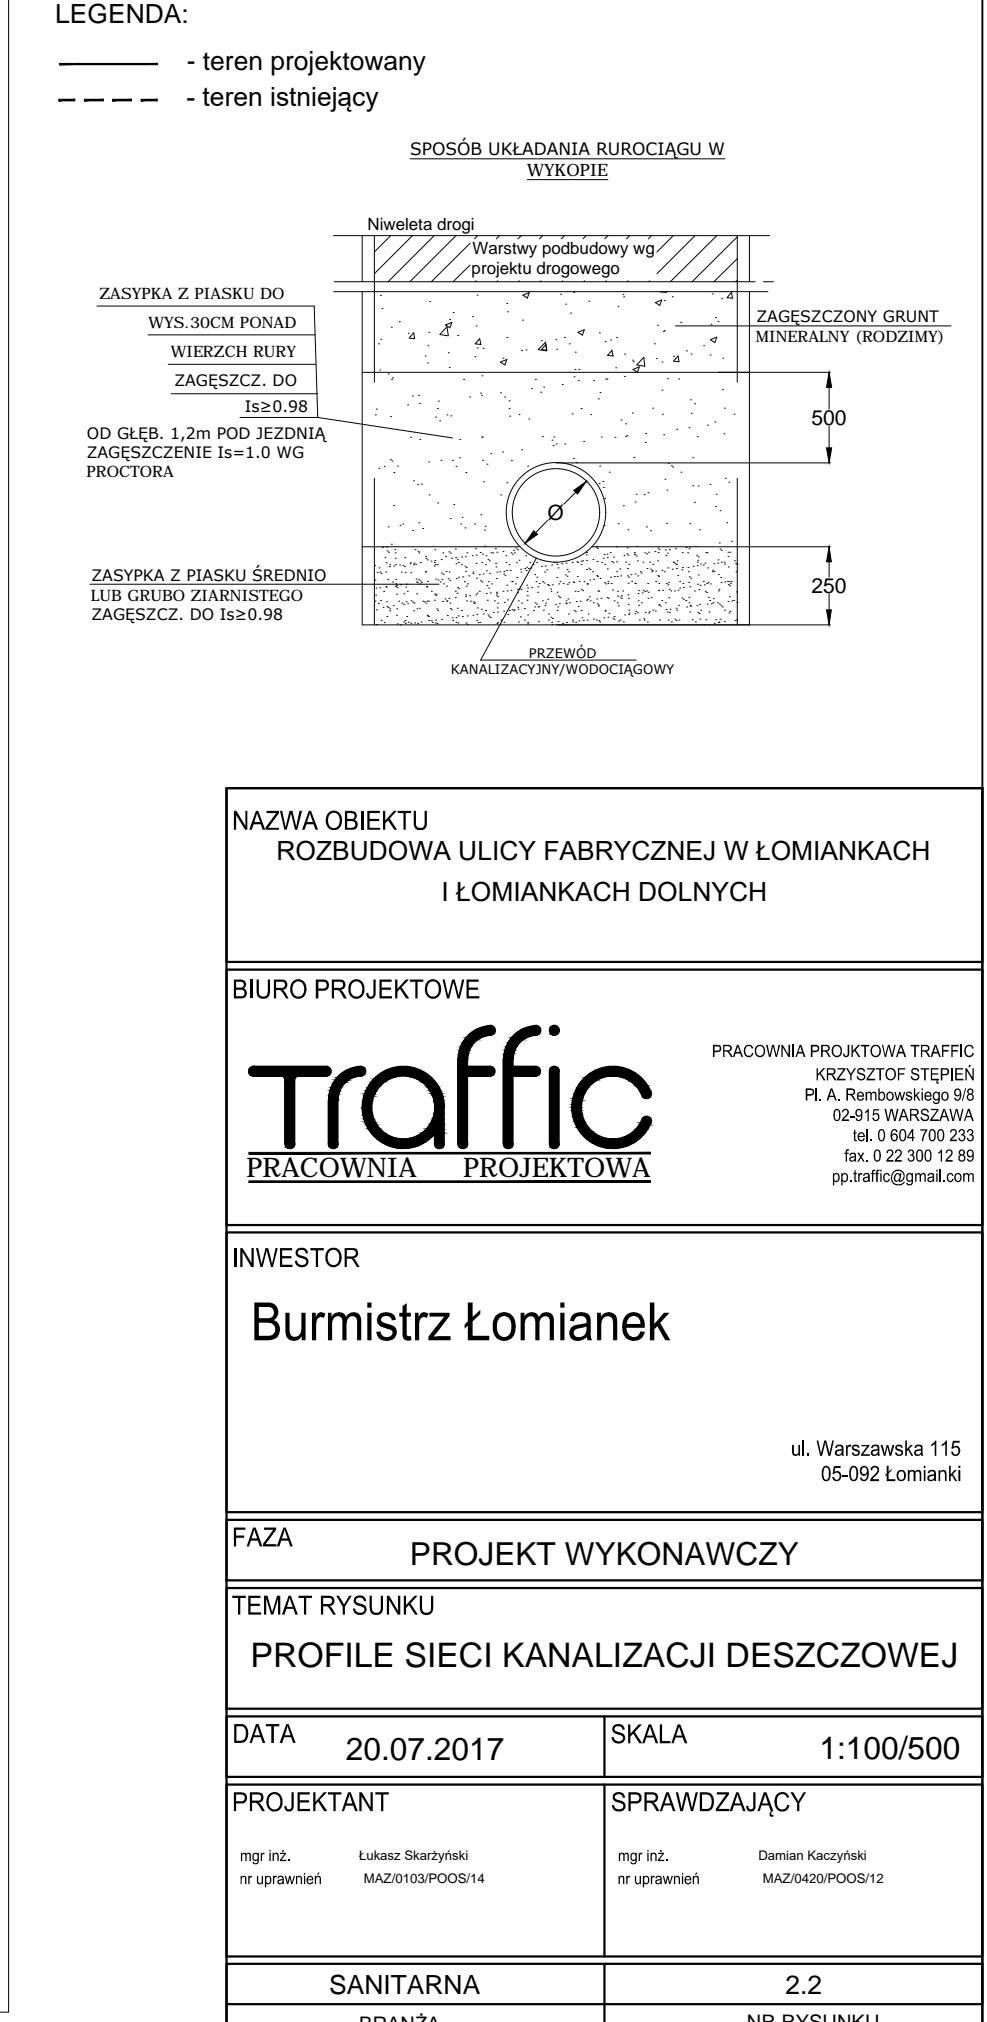 LEGENDA:
- teren projektowany
- teren istniejący
SPOSÓB UKŁADANIA RUROCIĄGU W
WYKOPIE
Niweleta drogi
Warstwy podbudowy wg
projektu drogowego
ZASYPKA Z PIASKU DO
WYS.30CM PONAD
WIERZCH RURY
ZAGĘSZCZ. DO
Is≥0.98
OD GŁĘB. 1,2m POD JEZDNIĄ
ZAGĘSZCZENIE Is=1.0 WG
PROCTORA
ZAGĘSZCZONY GRUNT
MINERALNY (RODZIMY)
500
O
ZASYPKA Z PIASKU ŚREDNIO
LUB GRUBO ZIARNISTEGO
ZAGĘSZCZ. DO Is≥0.98
250
PRZEWÓD
KANALIZACYJNY/WODOCIĄGOWY
NAZWA OBIEKTU
ROZBUDOWA ULICY FABRYCZNEJ W ŁOMIANKACH
I ŁOMIANKACH DOLNYCH
BIURO PROJEKTOWE
Traffic
PRACOWNIA PROJEKTOWA
PRACOWNIA PROJKTOWA TRAFFIC
KRZYSZTOF STĘPIEŃ
Pl. A. Rembowskiego 9/8
02-915 WARSZAWA
tel. 0 604 700 233
fax. 0 22 300 12 89
pp.traffic@gmail.com
INWESTOR
Burmistrz Łomianek
ul. Warszawska 115
05-092 Łomianki
FAZA
PROJEKT WYKONAWCZY
TEMAT RYSUNKU
PROFILE SIECI KANALIZACJI DESZCZOWEJ
DATA
20.07.2017
SKALA
1:100/500
PROJEKTANT
mgr inż. Łukasz Skarżyński
nr uprawnień MAZ/0103/POOS/14
SPRAWDZAJĄCY
mgr inż. Damian Kaczyński
nr uprawnień MAZ/0420/POOS/12
SANITARNA
2.2
BRANŻA
NR RYSUNKU